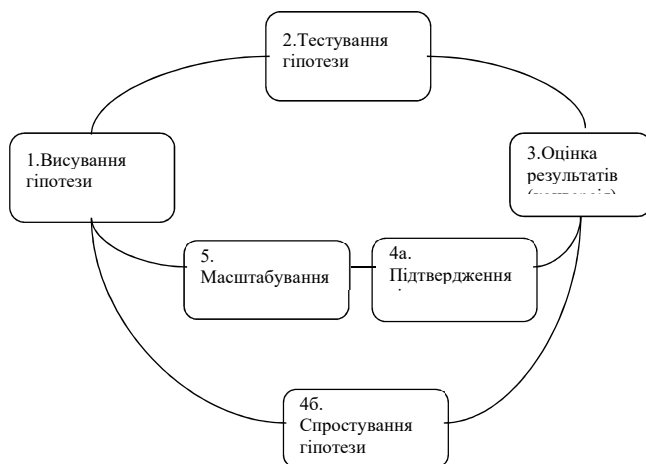 2.Тестування
гіпотези
1.Висування
гіпотези
3.Оцінка
результатів
5.
Масштабування
4а.
Підтвердження
4б.
Спростування
гіпотези